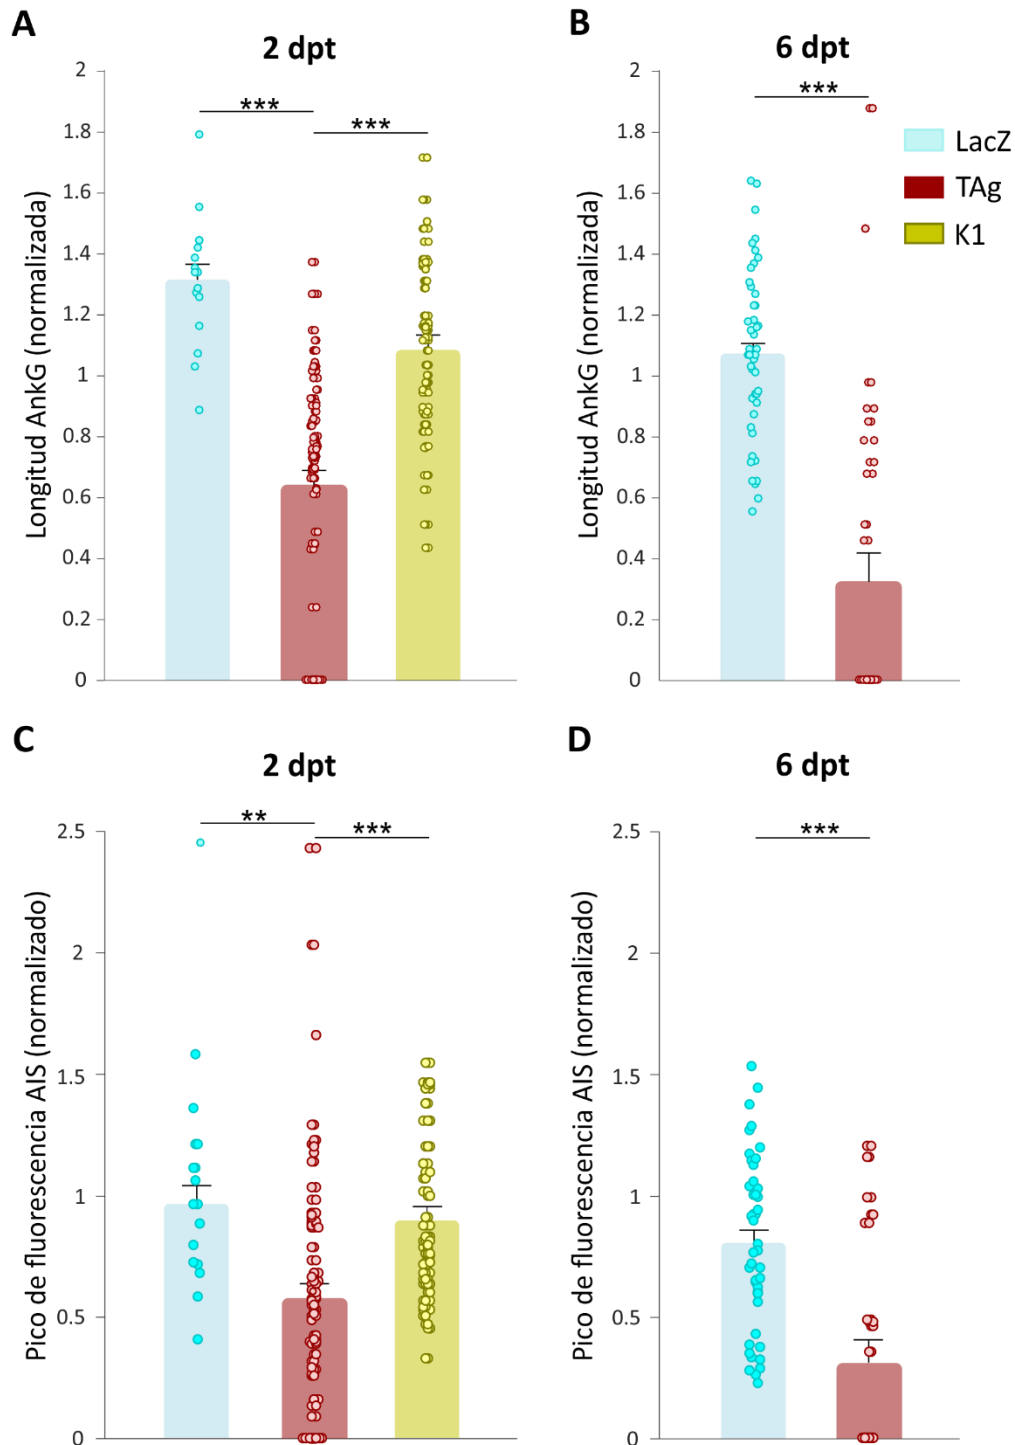 A
2 dpt
Longitud AnkG (normalizada)
2
1.8
1.6
1.4
1.2
1
0.8
0.6
0.4
0.2
0
***
***
B
6 dpt
Longitud AnkG (normalizada)
2
1.8
1.6
1.4
1.2
1
0.8
0.6
0.4
0.2
0
***
LacZ
TAg
K1
C
2 dpt
Pico de fluorescencia AIS (normalizado)
2.5
2
1.5
1
0.5
0
**
***
D
6 dpt
Pico de fluorescencia AIS (normalizado)
2.5
2
1.5
1
0.5
0
***